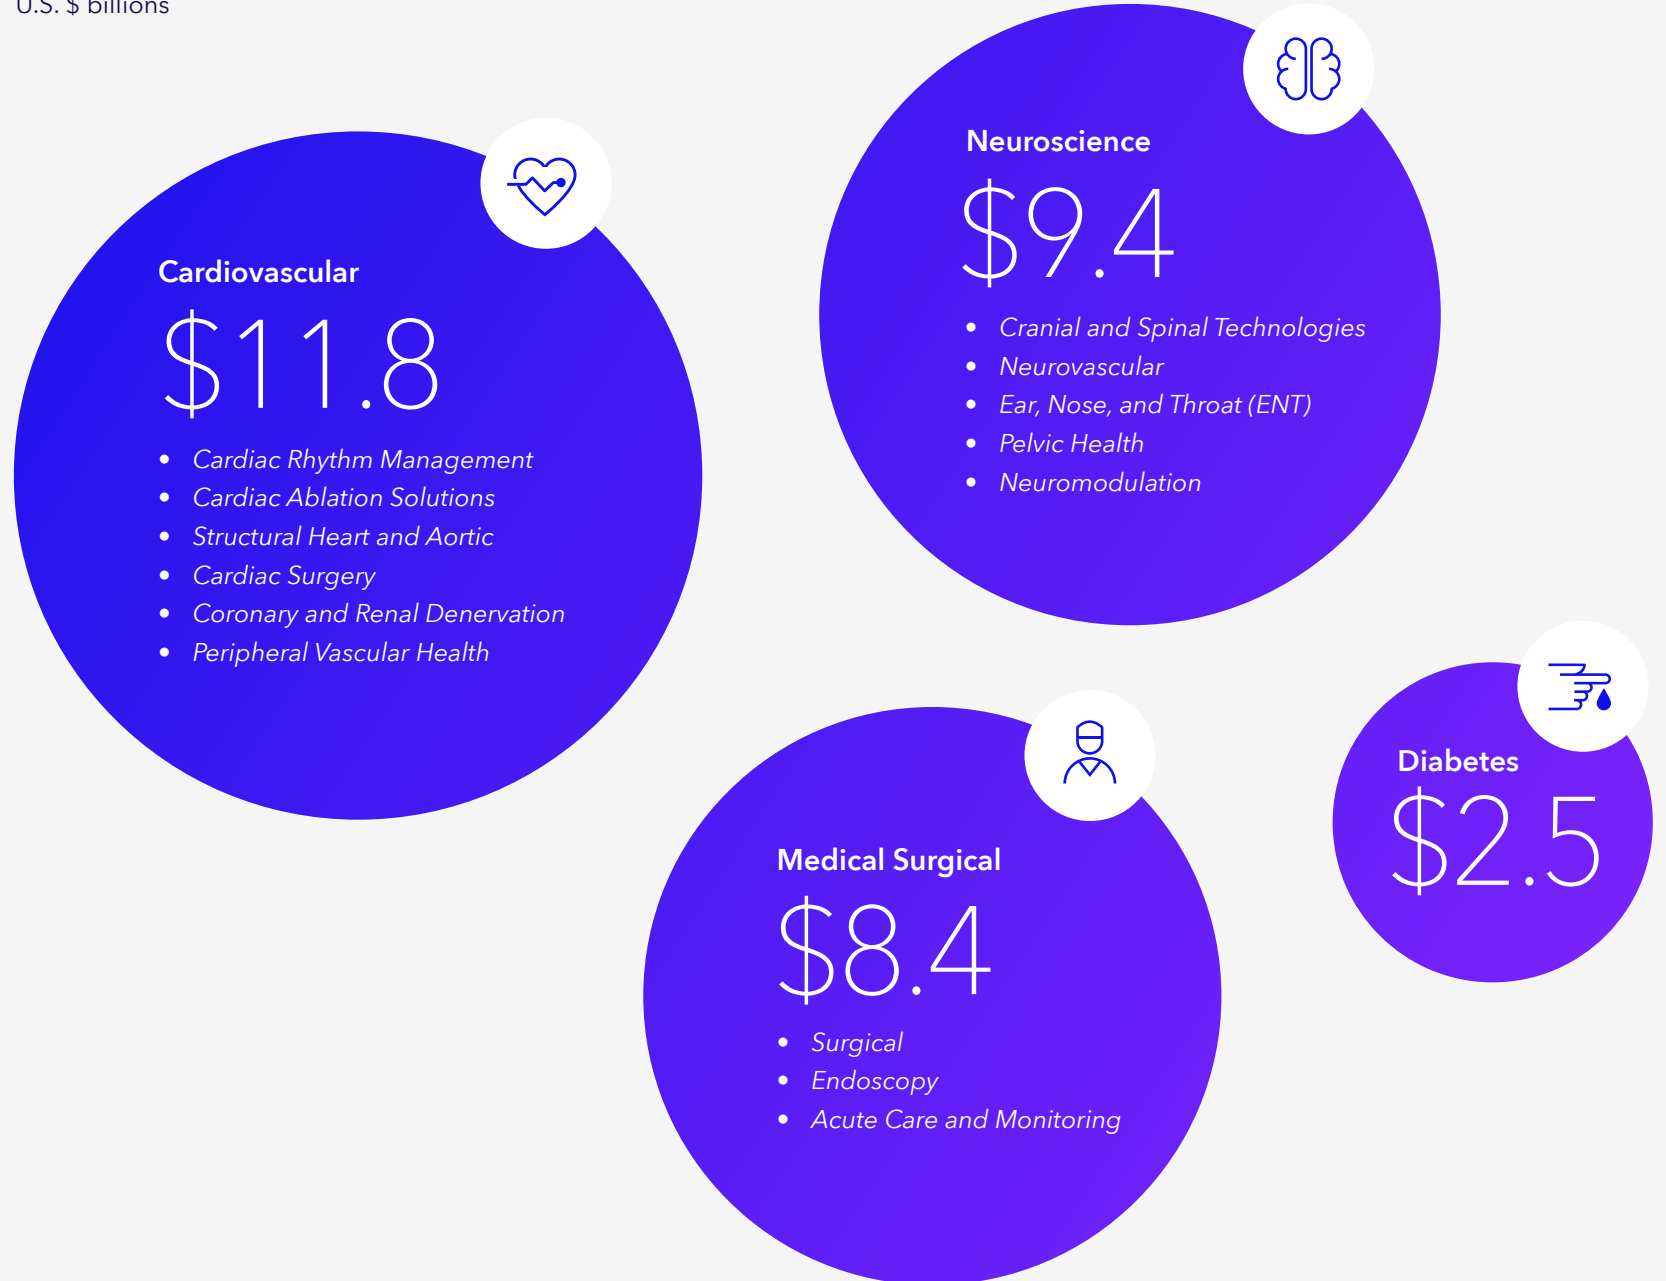 U.S. $ billions
Cardiovascular
$11.8
• Cardiac Rhythm Management
• Cardiac Ablation Solutions
• Structural Heart and Aortic
• Cardiac Surgery
• Coronary and Renal Denervation
• Peripheral Vascular Health
Neuroscience
$9.4
• Cranial and Spinal Technologies
• Neurovascular
• Ear, Nose, and Throat (ENT)
• Pelvic Health
• Neuromodulation
Medical Surgical
$8.4
• Surgical
• Endoscopy
• Acute Care and Monitoring
Diabetes
$2.5